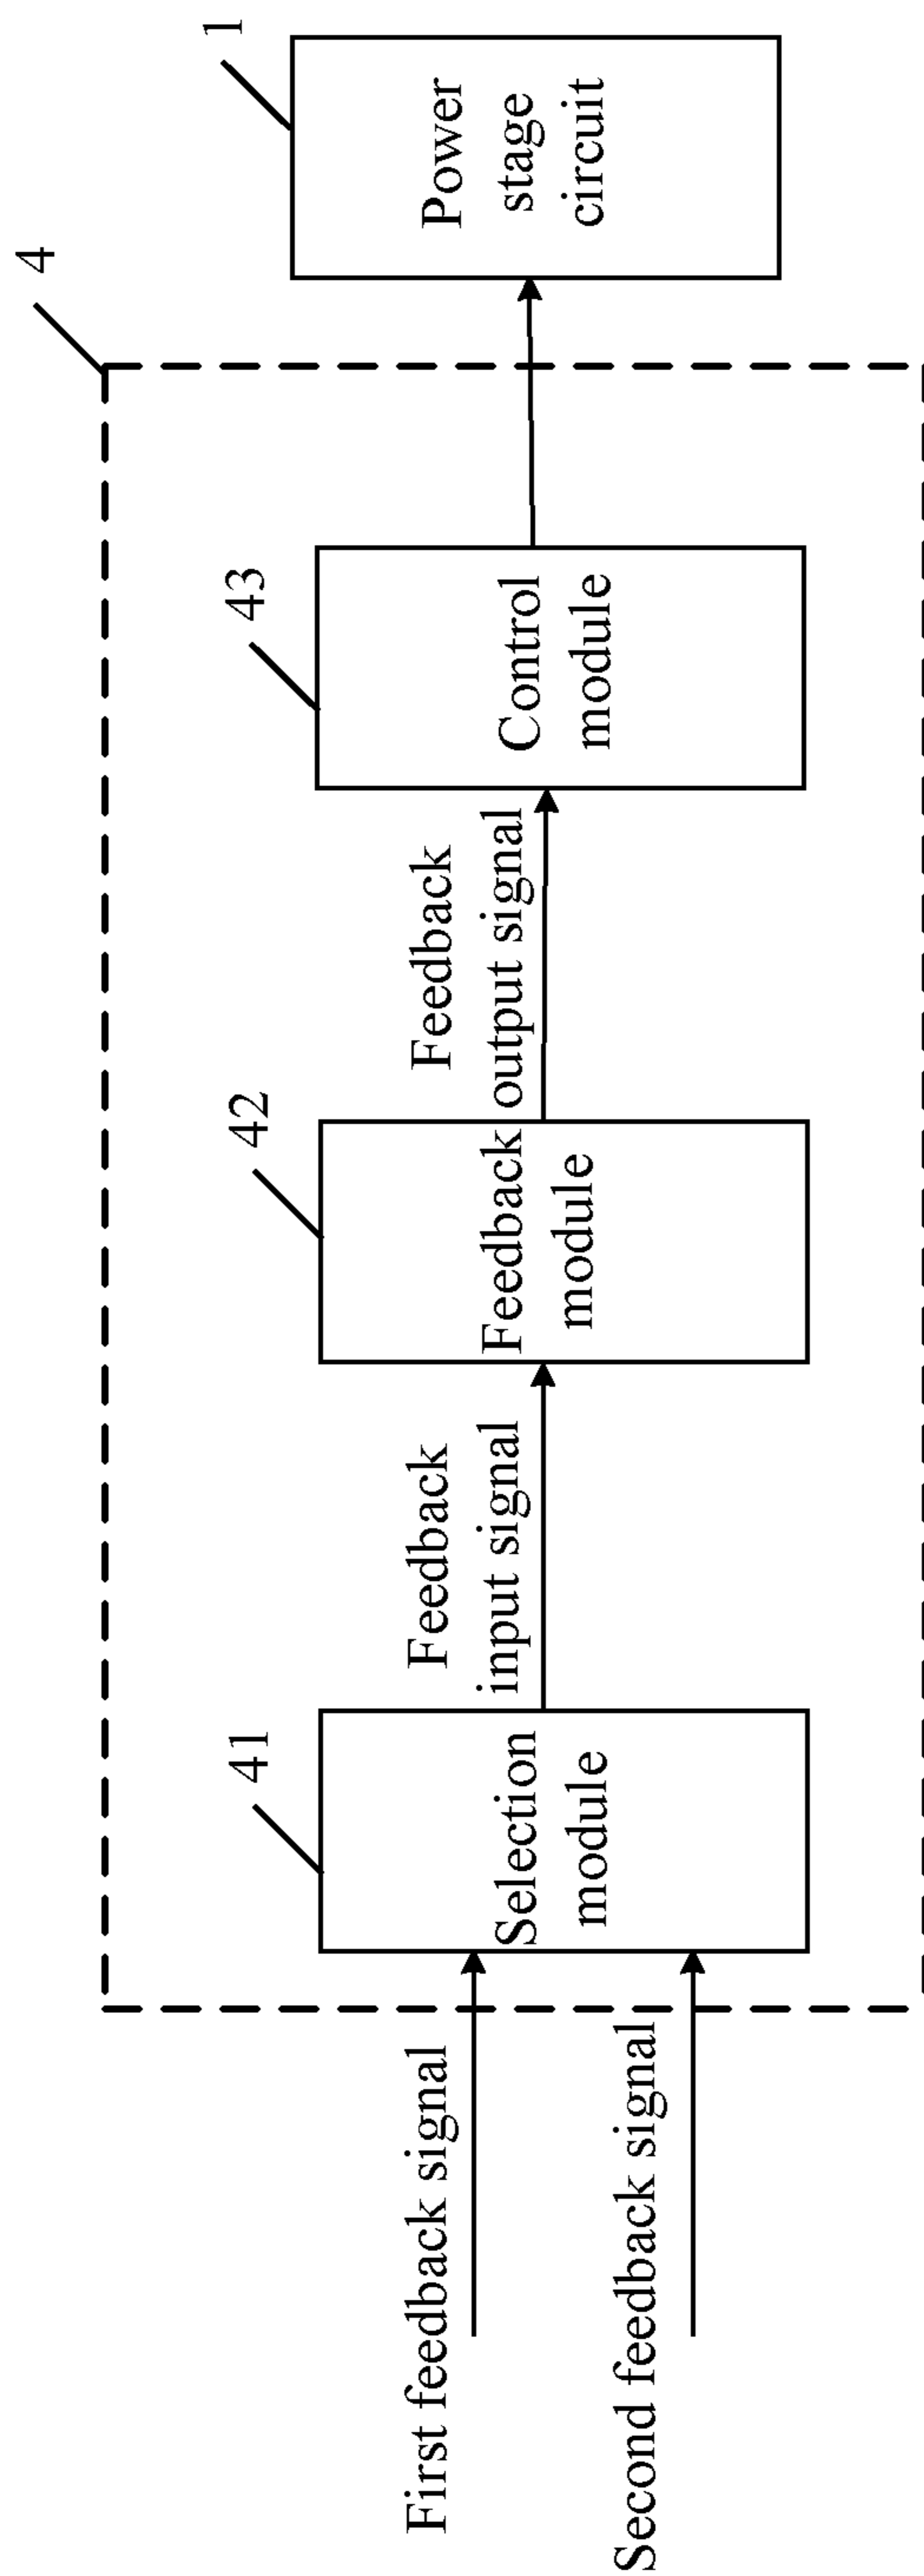 4
1
First feedback signal
Second feedback signal
41
Selection
module
Feedback
input signal
42
Feedback
module
Feedback
output signal
43
Control
module
Power
stage
circuit